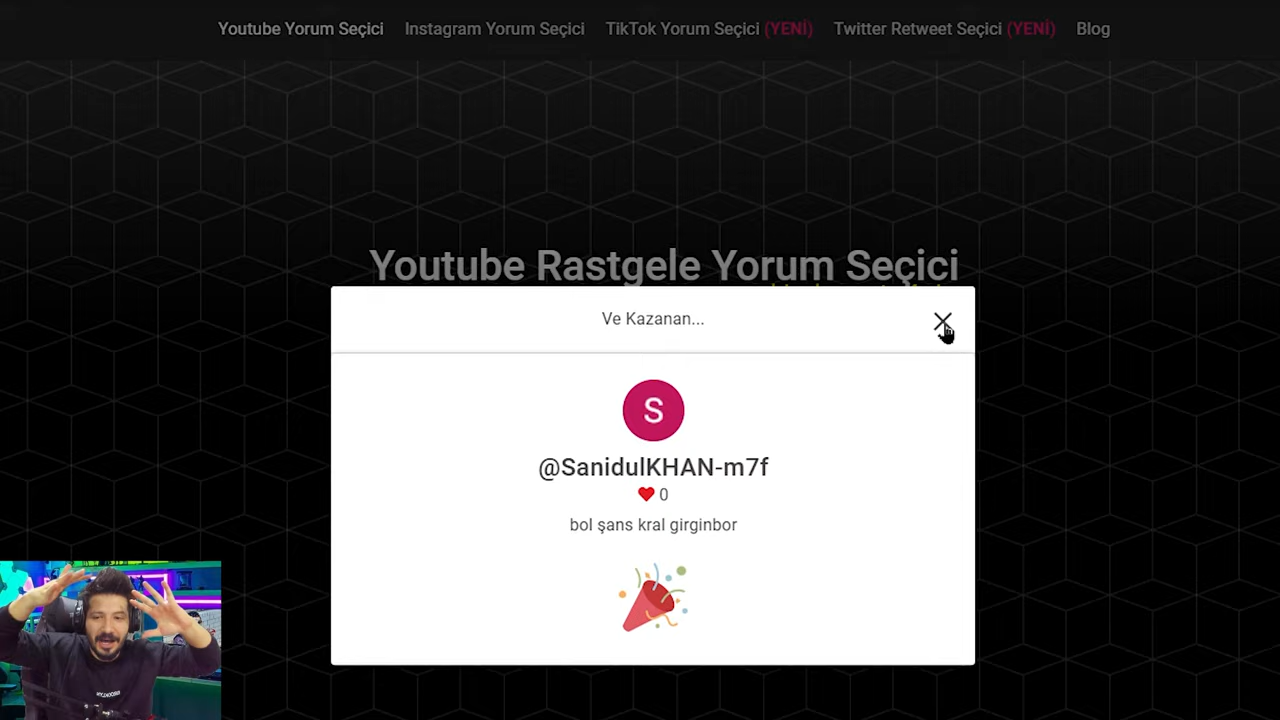 Youtube Yorum Seçici Instagram Yorum Seçici TikTok Yorum Seçici (YENİ) Twitter Retweet Seçici (YENİ) Blog
Youtube Rastgele Yorum Seçici
Ve Kazanan...
S
@SanidulKHAN-m7f
0
bol şans kral girginbor